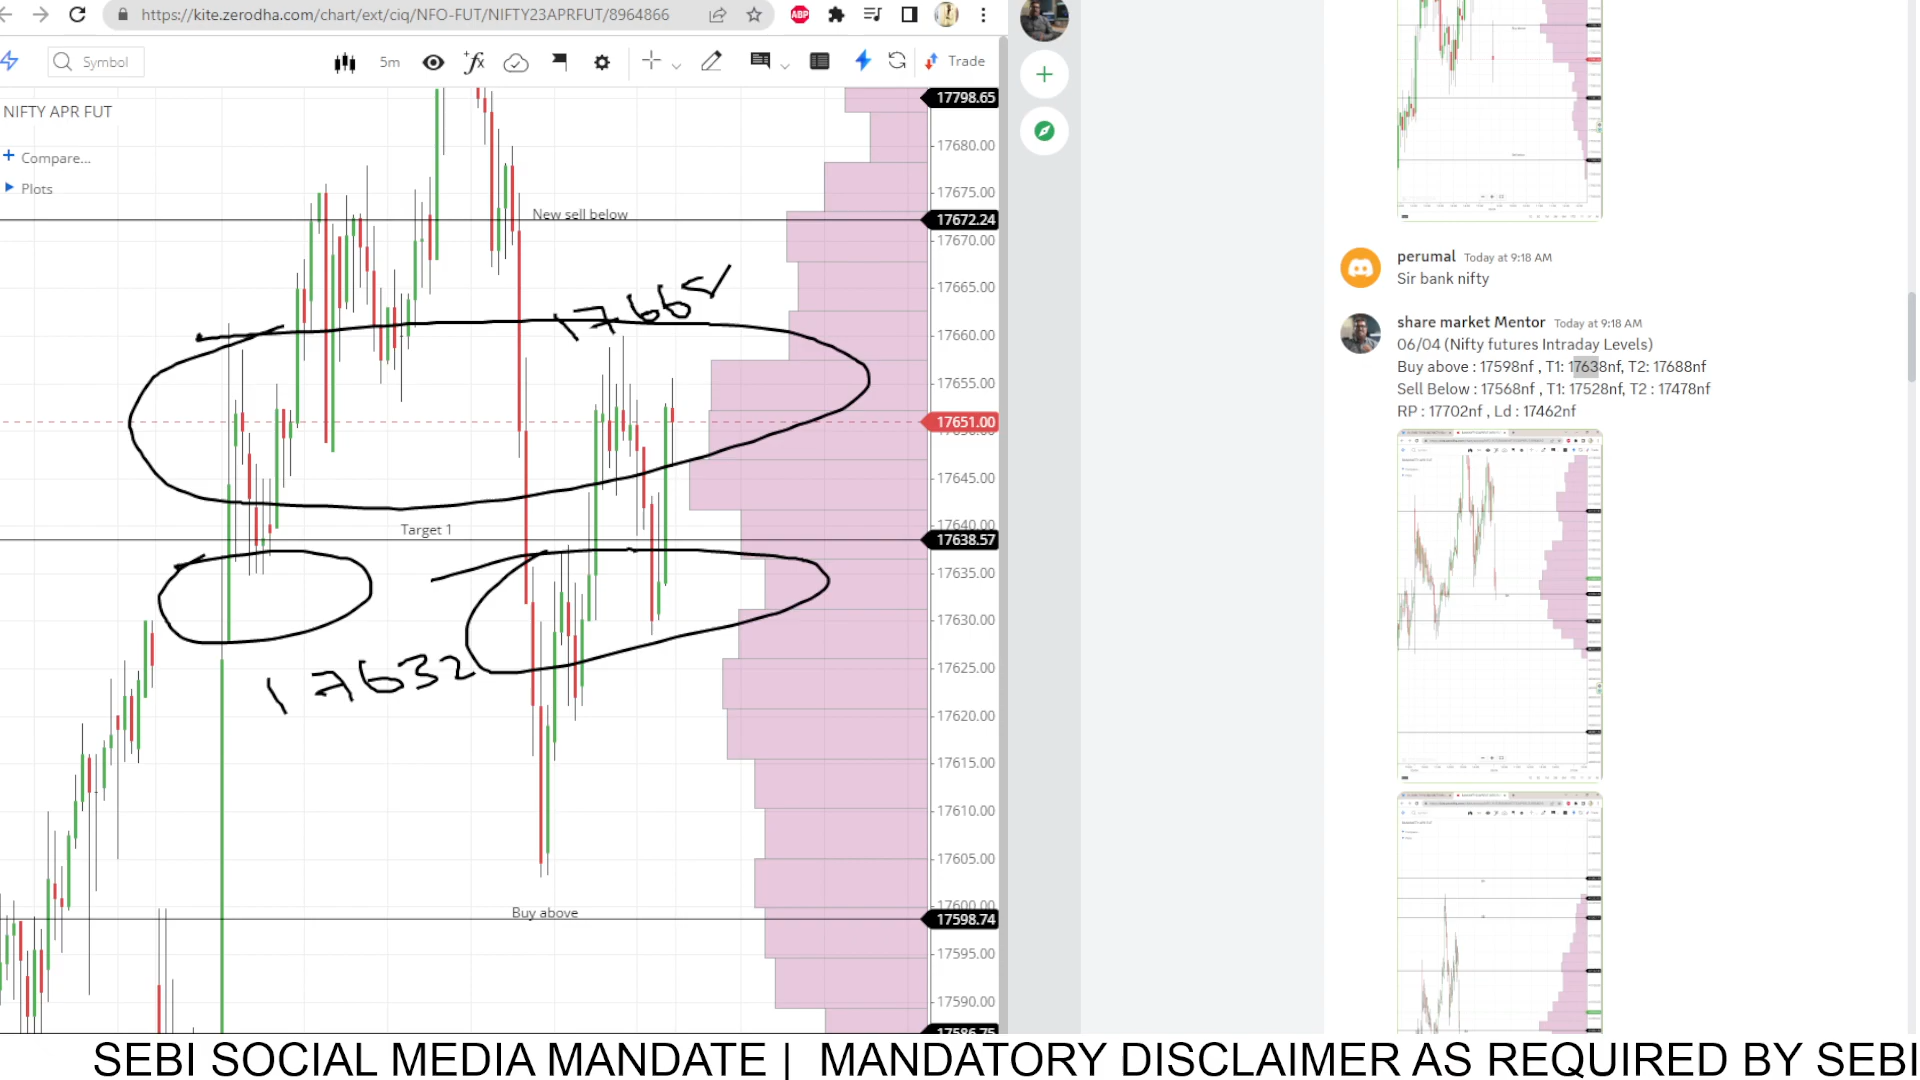 https://kite.zerodha.com/chart/ext/ciq/NFO-FUT/NIFTY23APRFUT/8964866
ABP
Symbol
5m
Trade
NIFTY APR FUT
Compare...
Plots
17798.65
17680.00
17675.00
New sell below
17672.24
17670.00
17665.00
17660.00
17655.00
17651.00
17645.00
17640.00
Target 1
17638.57
17635.00
17630.00
17632
17625.00
17620.00
17615.00
17610.00
17605.00
17600.00
Buy above
17598.74
17595.00
17590.00
17586.75
perumal Today at 9:18 AM
Sir bank nifty
share market Mentor Today at 9:18 AM
06/04 (Nifty futures Intraday Levels)
Buy above : 17598nf , T1: 17638nf, T2: 17688nf
Sell Below : 17568nf , T1: 17528nf, T2 : 17478nf
RP : 17702nf , Ld : 17462nf
SEBI SOCIAL MEDIA MANDATE | MANDATORY DISCLAIMER AS REQUIRED BY SEBI